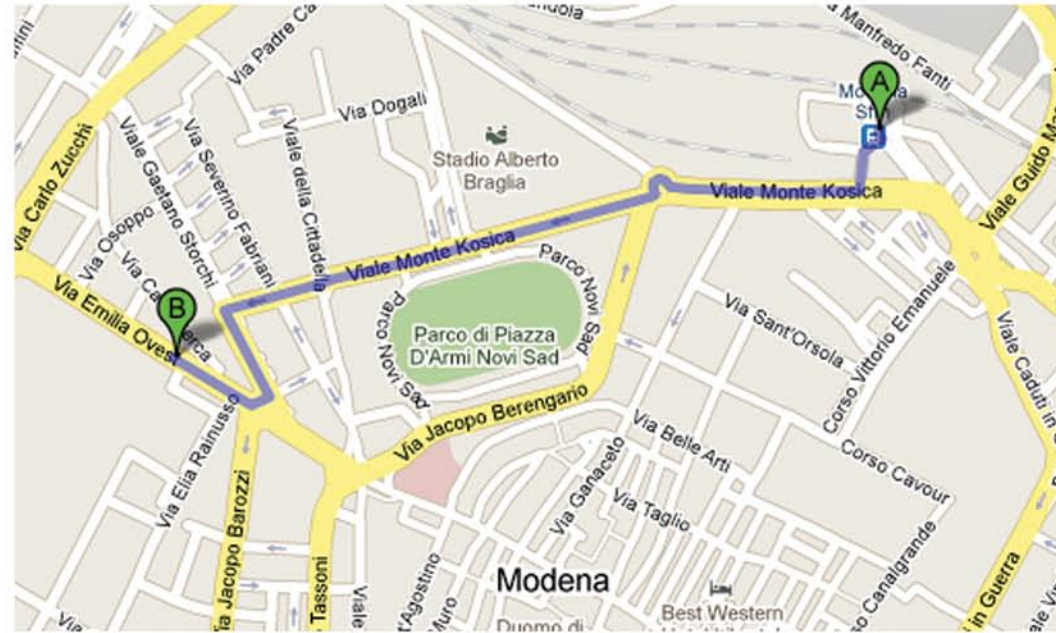 Via Manfredo Fanti
Via Padre
A
Via Dogali
Stadio Alberto
Braglia
Via Carlo Zucchi
Viale Gaetano Storchi
Via Severino Fabriani
Viale della Cittadella
Viale Monte Kosica
Viale Guido
Via Osoppo
Viale Monte Kosica
Parco Novi Sad
B
Via Emilia Ovest
Parco Novi Sad
Parco di Piazza
D'Armi Novi Sad
Via Sant'Orsola
Corso Vittorio Emanuele
Viale Caduti in Guerra
Via Jacopo Berengario
Via Elia Rainusso
Via Belle Arti
Corso Cavour
Via Ganaceto
Via Taglio
Via Jacopo Barozzi
Tassoni
Viale
Modena
Best Western
Duomo di
Canalgrande
in Guerra